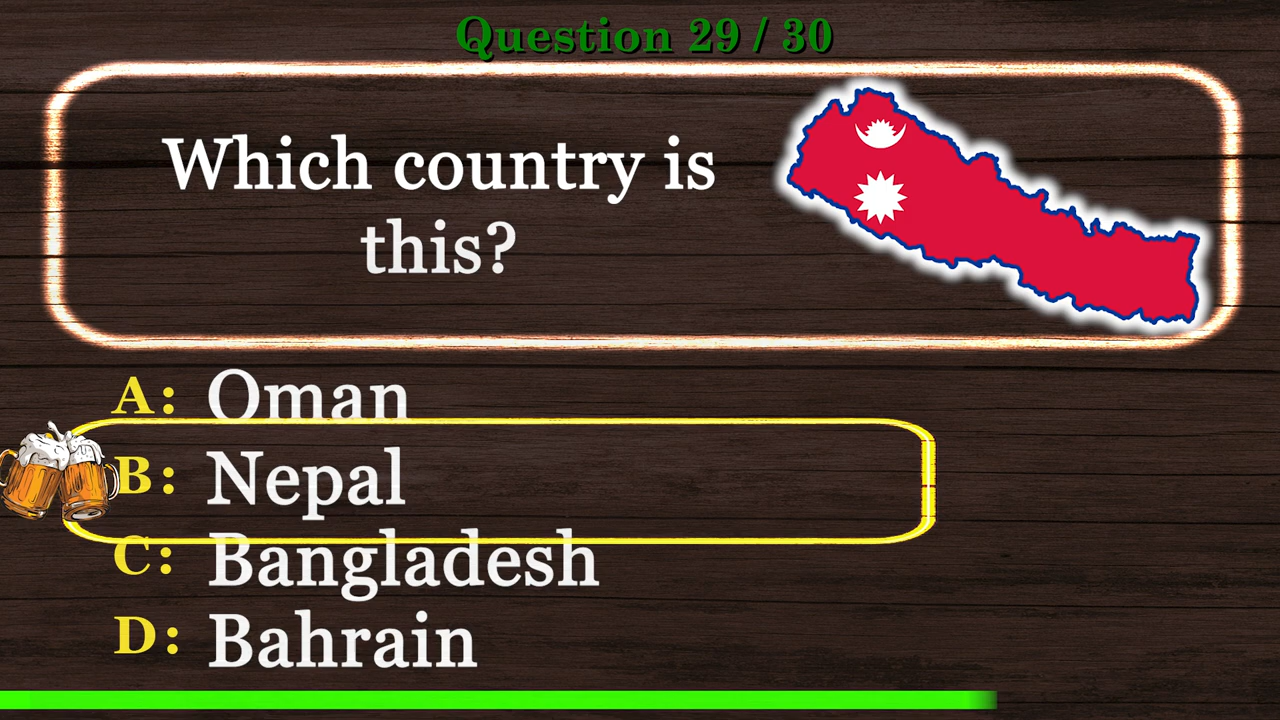 Question 29 / 30
Which country is
this?
A: Oman
B: Nepal
C: Bangladesh
D: Bahrain